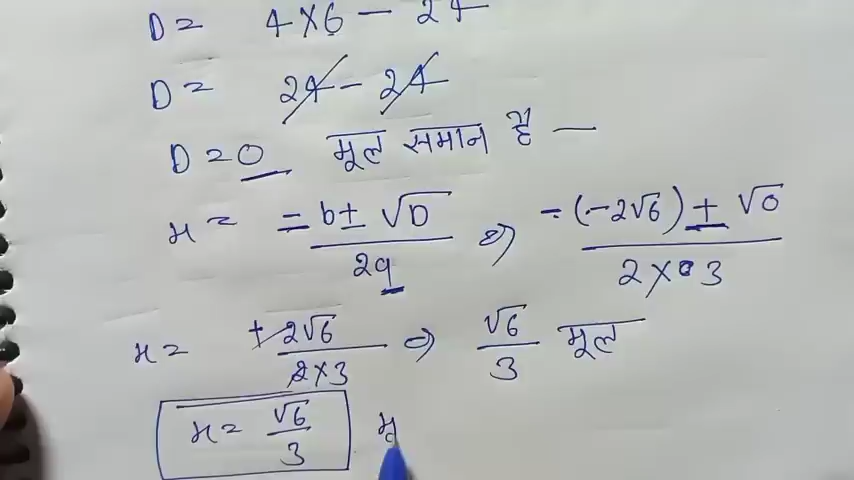 D = 4×6 – 24
D = 24 – 24
D = 0 मूल समान है —
x = –b ± √D / 2a ⇒ –(–2√6) ± √0 / 2×3
x = +2√6 / 2×3 ⇒ √6 / 3 मूल
x = √6 / 3